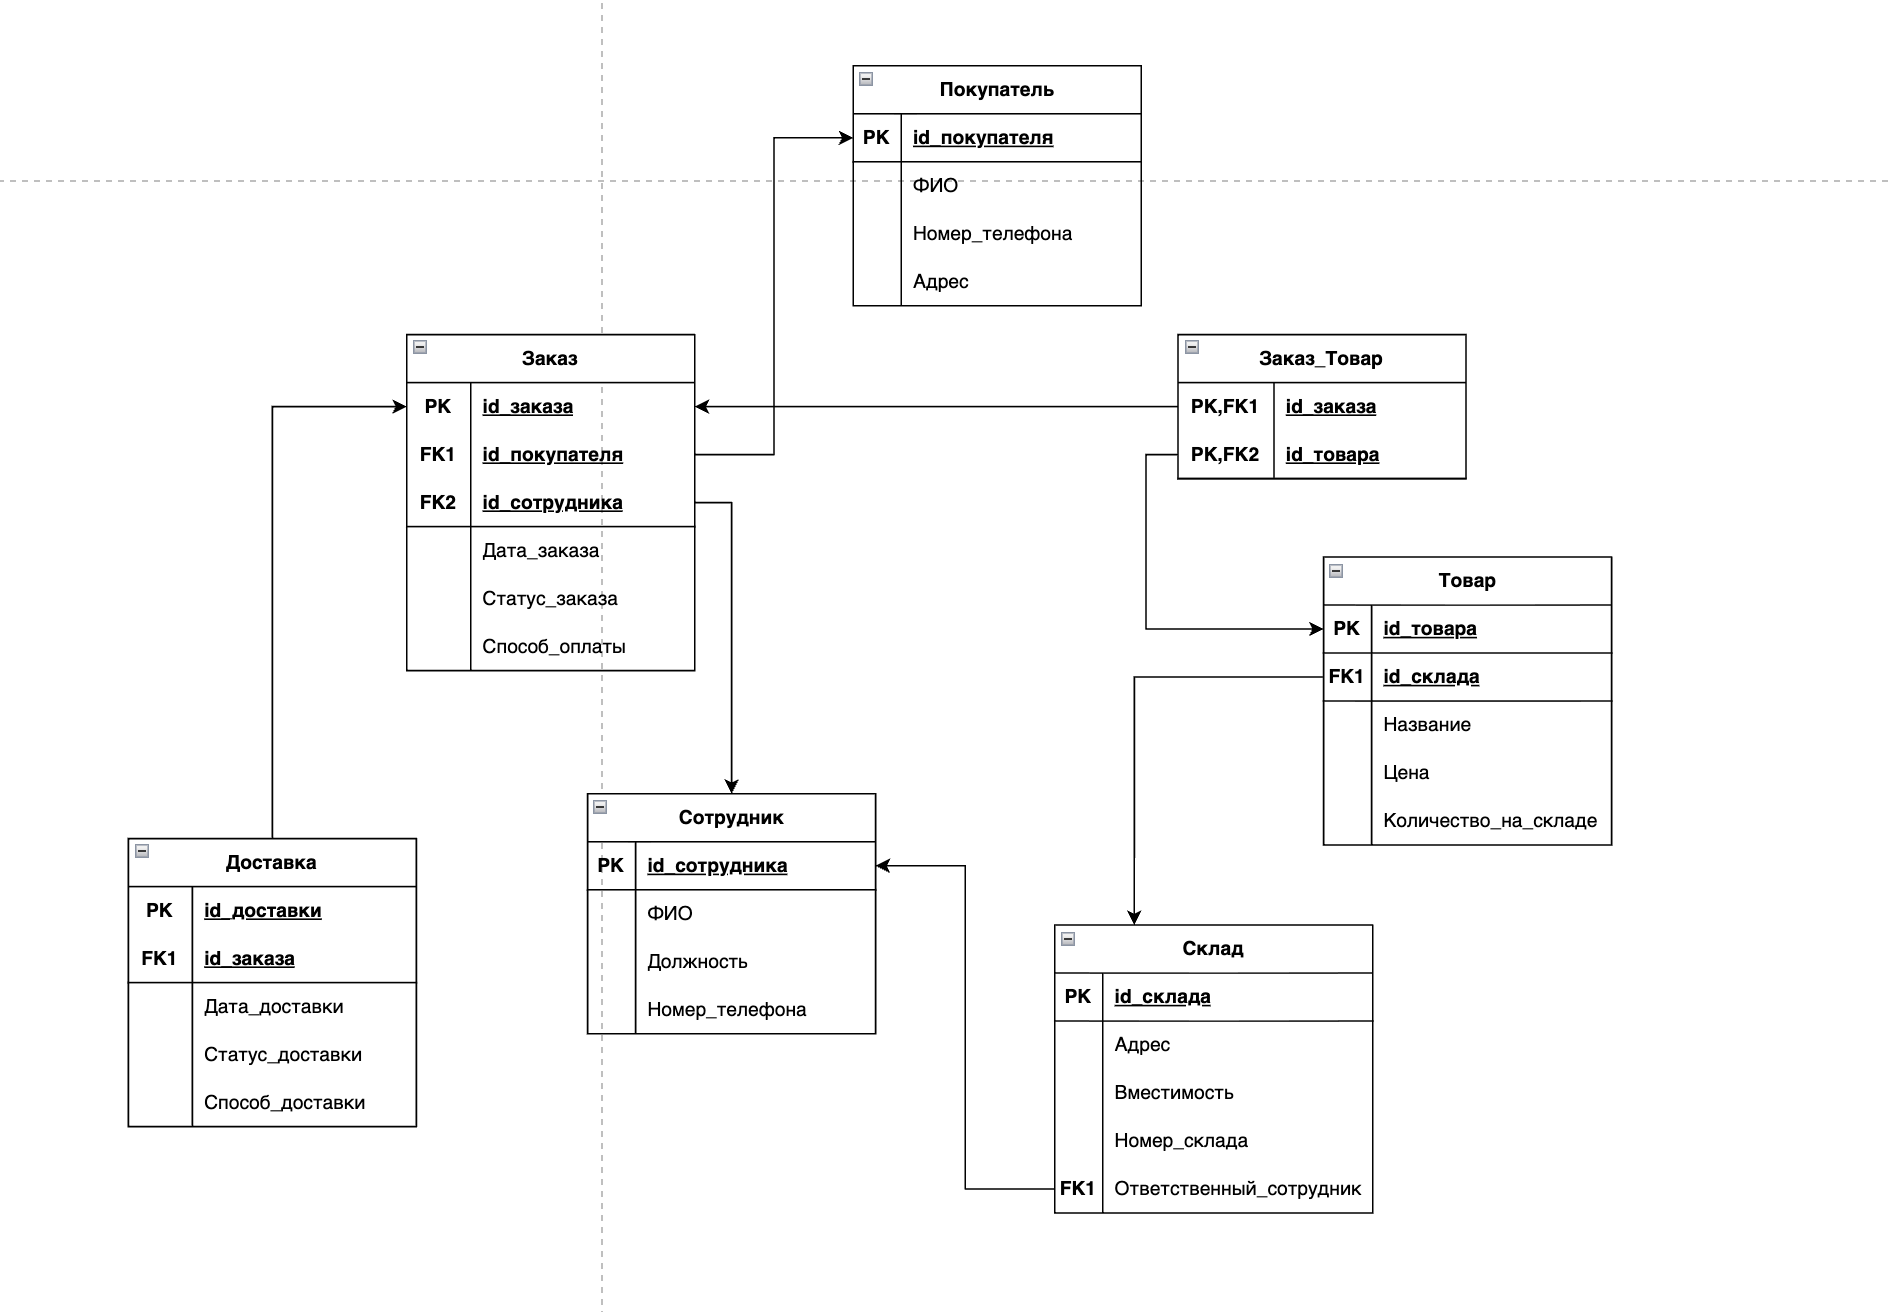 Покупатель
PK id_покупателя
ФИО
Номер_телефона
Адрес
Заказ
PK id_заказа
FK1 id_покупателя
FK2 id_сотрудника
Дата_заказа
Статус_заказа
Способ_оплаты
Заказ_Товар
PK,FK1 id_заказа
PK,FK2 id_товара
Товар
PK id_товара
FK1 id_склада
Название
Цена
Количество_на_складе
Сотрудник
PK id_сотрудника
ФИО
Должность
Номер_телефона
Доставка
PK id_доставки
FK1 id_заказа
Дата_доставки
Статус_доставки
Способ_доставки
Склад
PK id_склада
Адрес
Вместимость
Номер_склада
FK1 Ответственный_сотрудник